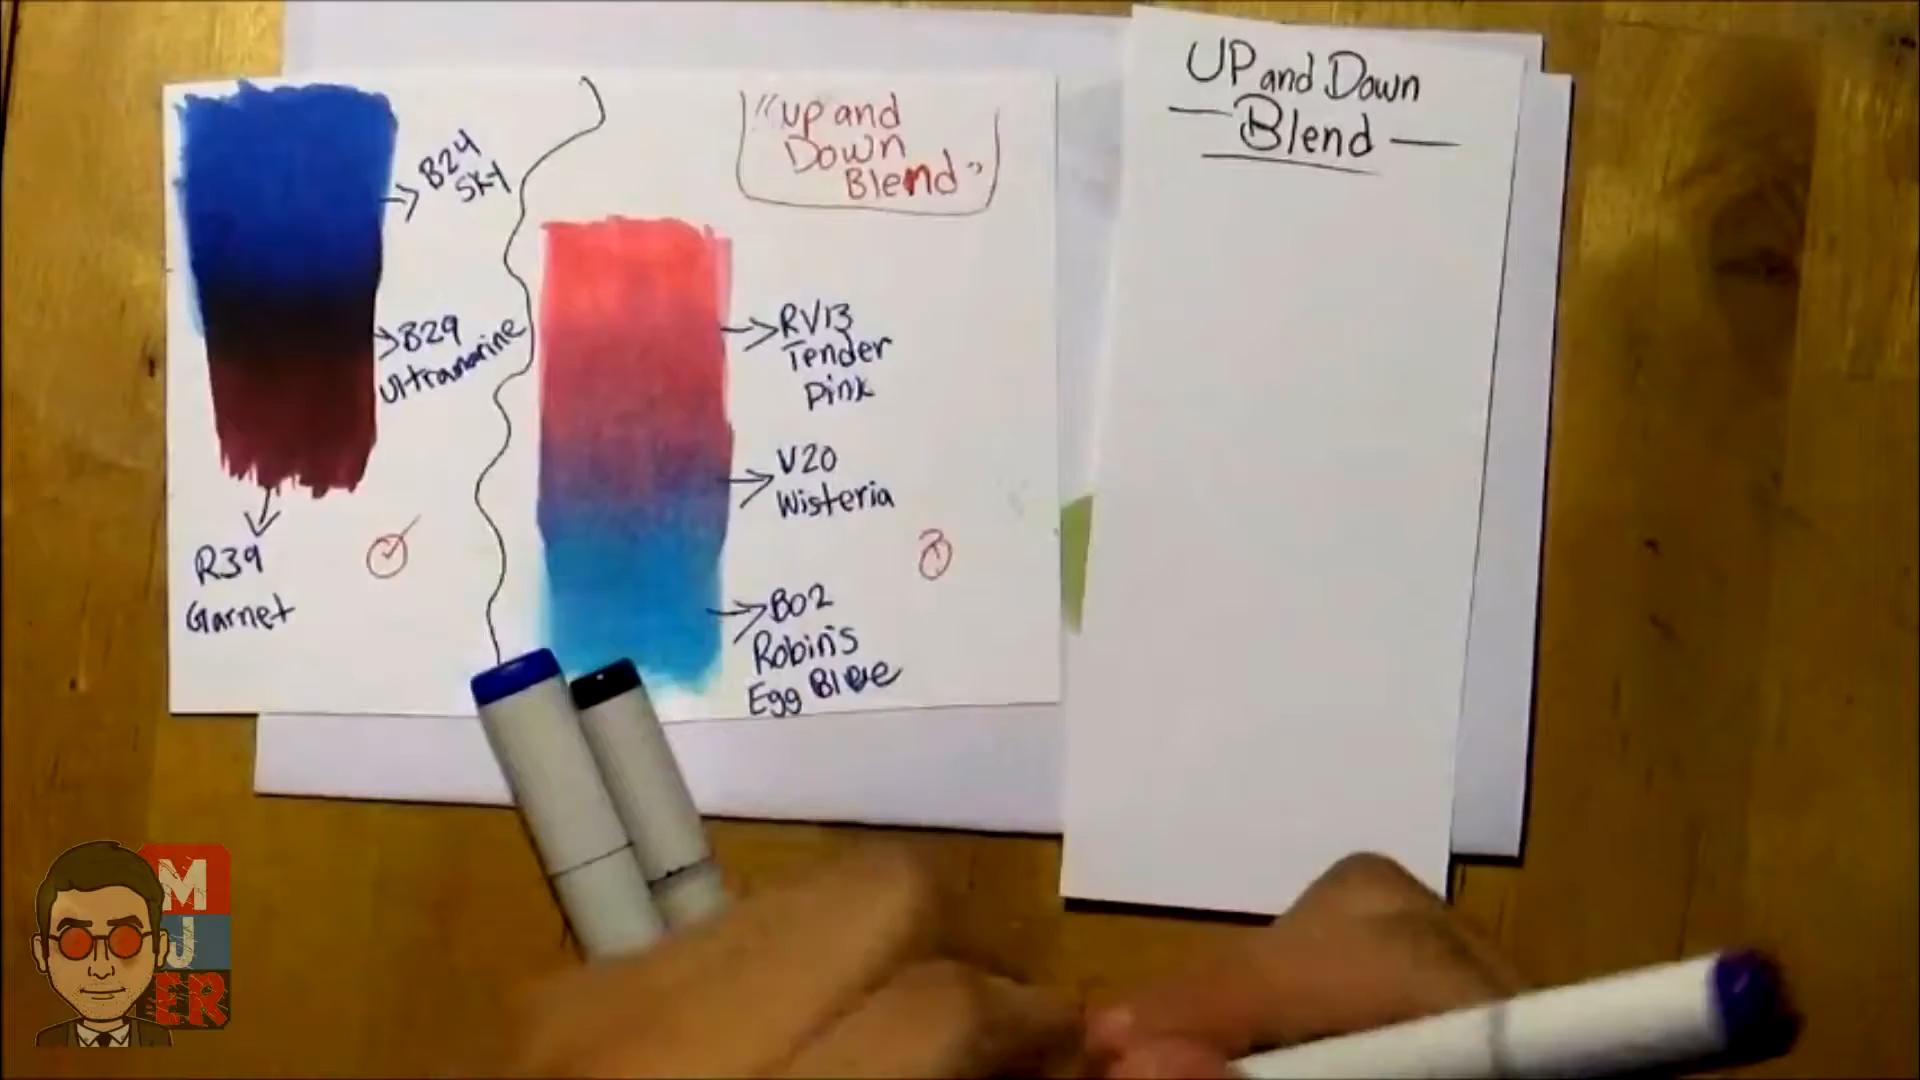 B24
SKY
B29
Ultramarine
R39
Garnet
"Up and
Down
Blend"
RV13
Tender
Pink
V20
Wisteria
B02
Robin's
Egg Blue
UP and Down
Blend
M
J
ER